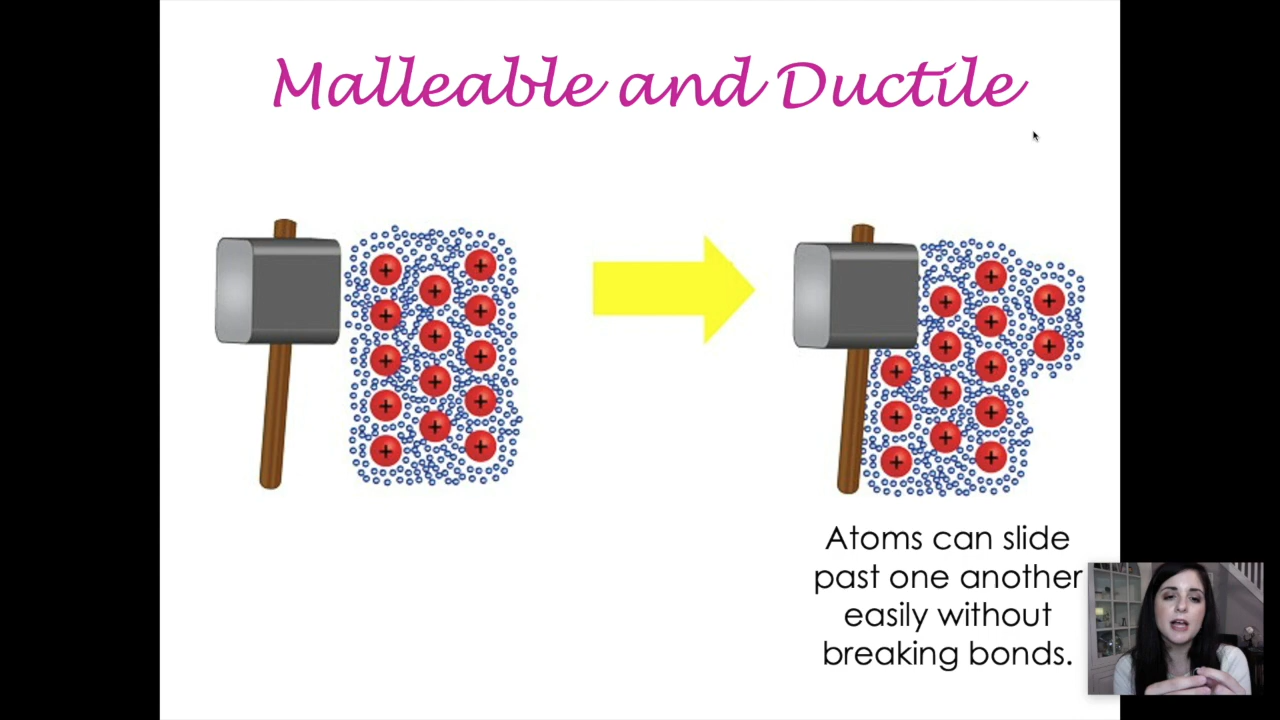 Malleable and Ductile
Atoms can slide
past one another
easily without
breaking bonds.